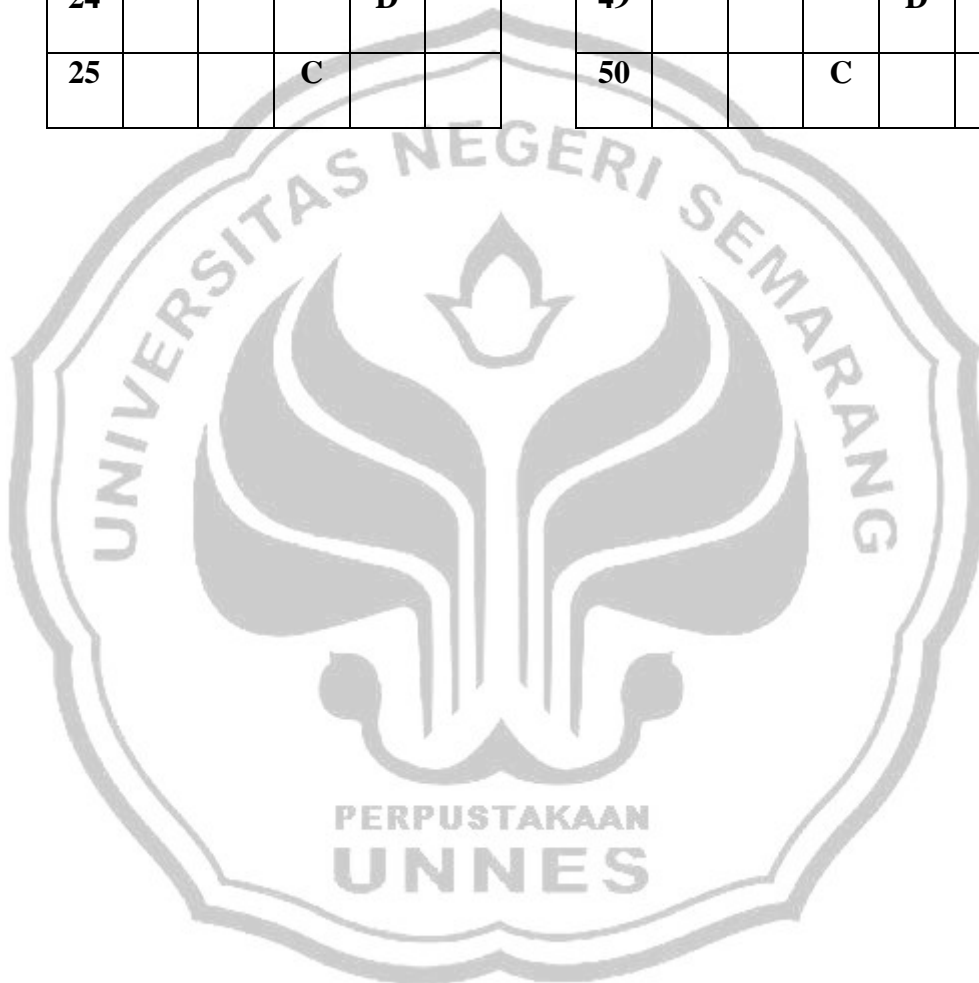 24 D 49 D
25 C 50 C
UNIVERSITAS NEGERI SEMARANG
PERPUSTAKAAN
UNNES